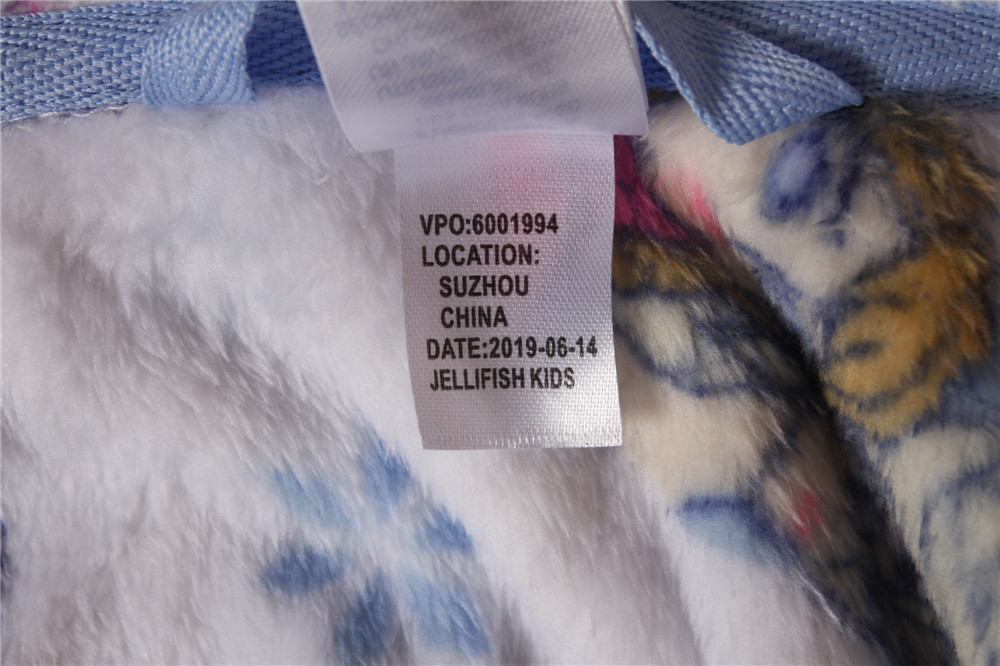 VPO:6001994
LOCATION:
SUZHOU
CHINA
DATE:2019-06-14
JELLIFISH KIDS